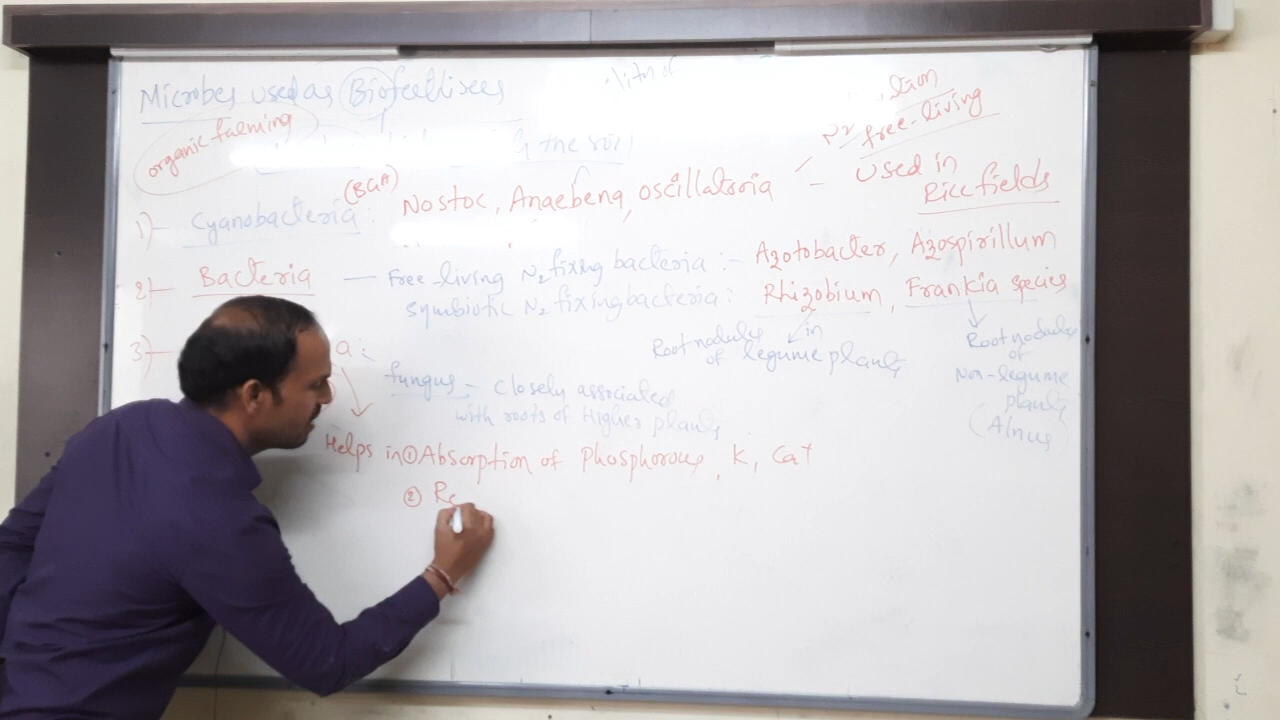 Microbes used as Biofertlisers
organic farming
the soil
free-living
(BGA)
1)- Cyanobacteria: Nostoc, Anaebena, oscillatoria - used in
Rice fields
2)- Bacteria - Free-living N2 fixing bacteria :- Azotobacter, Azospirillum
symbiotic N2 fixing bacteria: Rhizobium, Frankia species
Root nodules in
of legume plants
Root nodules
of
Non-legume
plants
(Alnus)
3)-
fungus - closely associated
with roots of Higher plants
Helps in ① Absorption of Phosphorous, K, Ca+
② Re